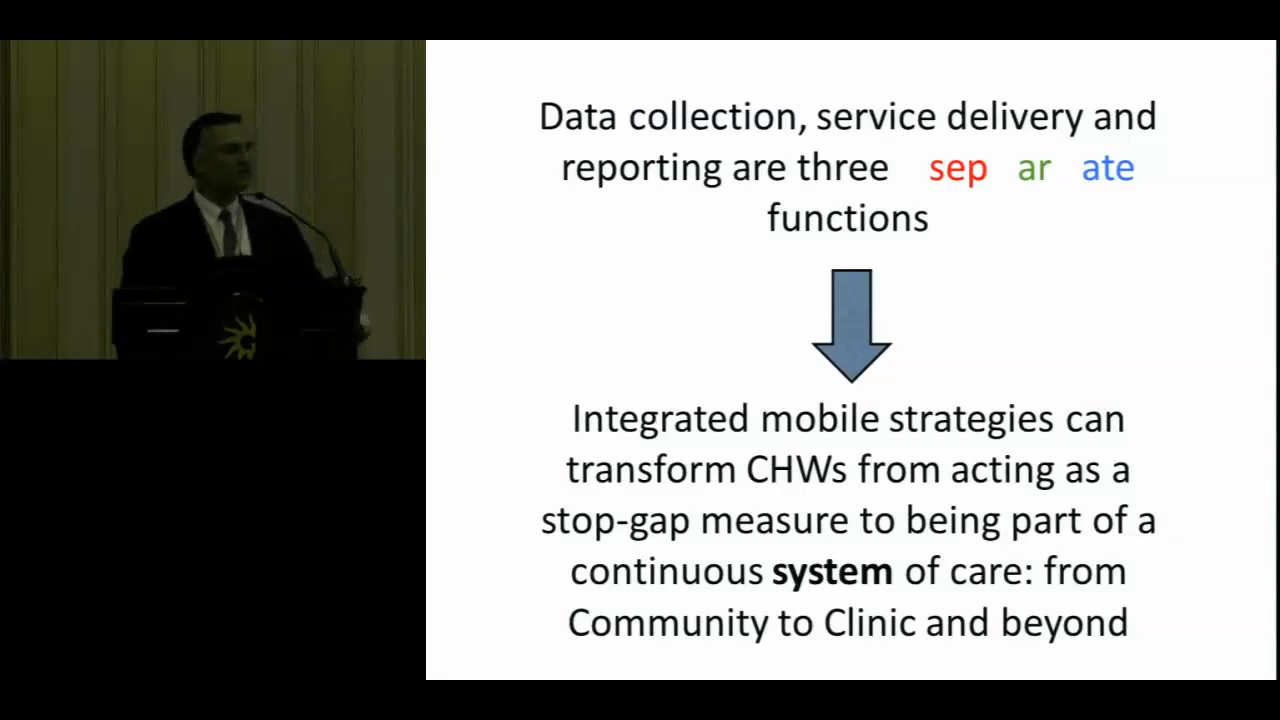 Data collection, service delivery and
reporting are three sep ar ate
functions
Integrated mobile strategies can
transform CHWs from acting as a
stop-gap measure to being part of a
continuous system of care: from
Community to Clinic and beyond